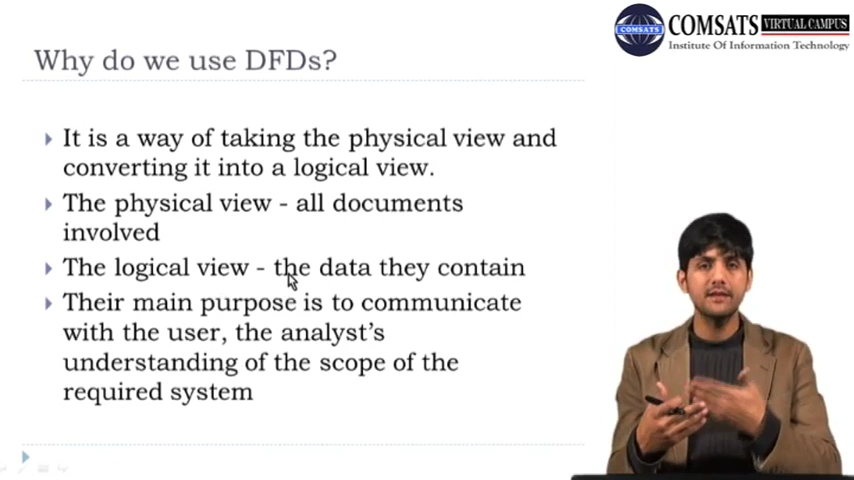 COMSATS VIRTUAL CAMPUS
COMSATS
Institute Of Information Technology
Why do we use DFDs?
It is a way of taking the physical view and
converting it into a logical view.
The physical view - all documents
involved
The logical view - the data they contain
Their main purpose is to communicate
with the user, the analyst's
understanding of the scope of the
required system